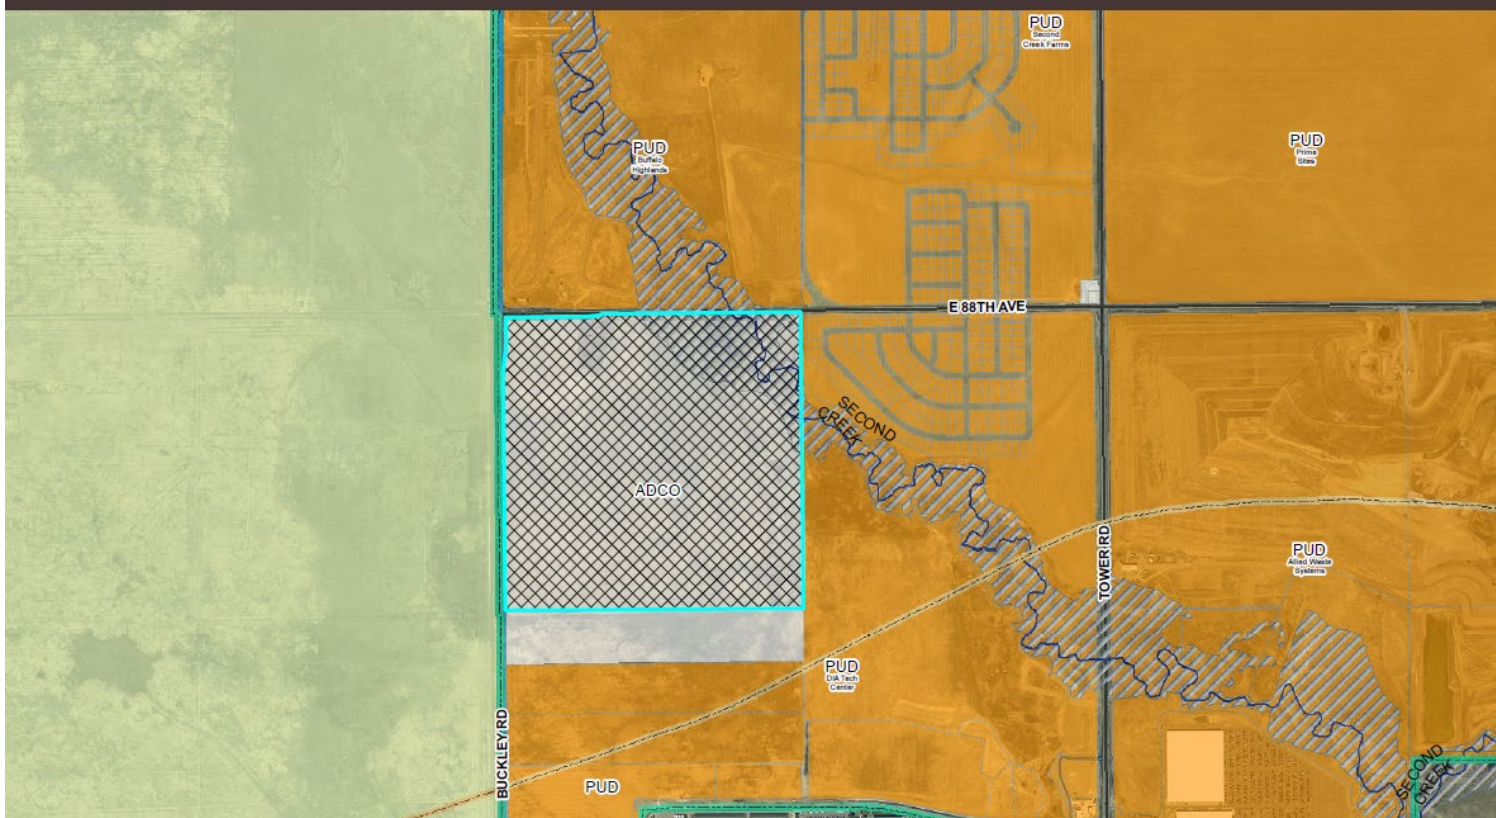 PUD
Second
Creek Farms
PUD
Buffalo
Highlands
PUD
Prime
Sites
E 88TH AVE
SECOND
CREEK
ADCO
TOWER RD
PUD
Allied Waste
Systems
PUD
DIA Tech
Center
BUCKLEY RD
PUD
SECOND
CREEK